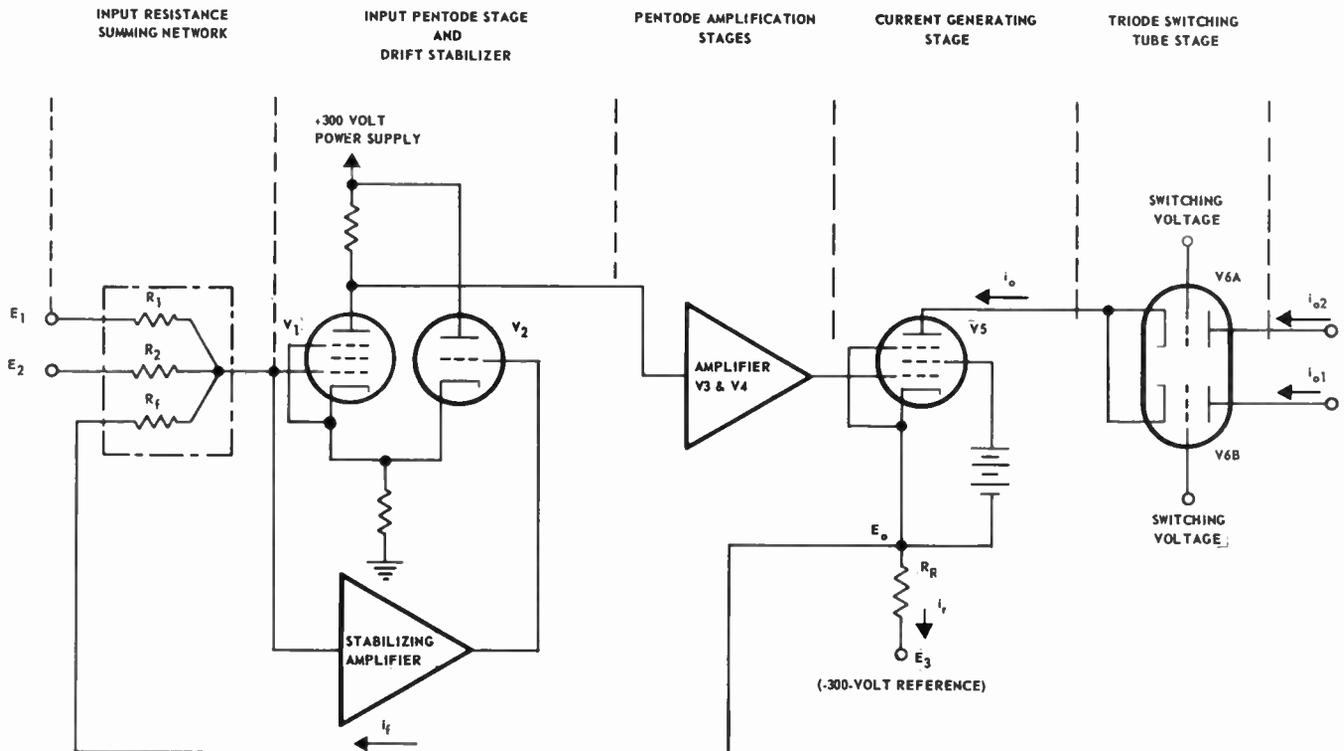 INPUT RESISTANCE
SUMMING NETWORK
INPUT PENTODE STAGE
AND
DRIFT STABILIZER
PENTODE AMPLIFICATION
STAGES
CURRENT GENERATING
STAGE
TRIODE SWITCHING
TUBE STAGE
+300 VOLT
POWER SUPPLY
SWITCHING
VOLTAGE
V6A
E1
R1
V1
V2
io
V5
io2
E2
R2
AMPLIFIER
V3 & V4
io1
Rf
V6B
SWITCHING
VOLTAGE
Eo
RR
ir
STABILIZING
AMPLIFIER
E3
(-300-VOLT REFERENCE)
if